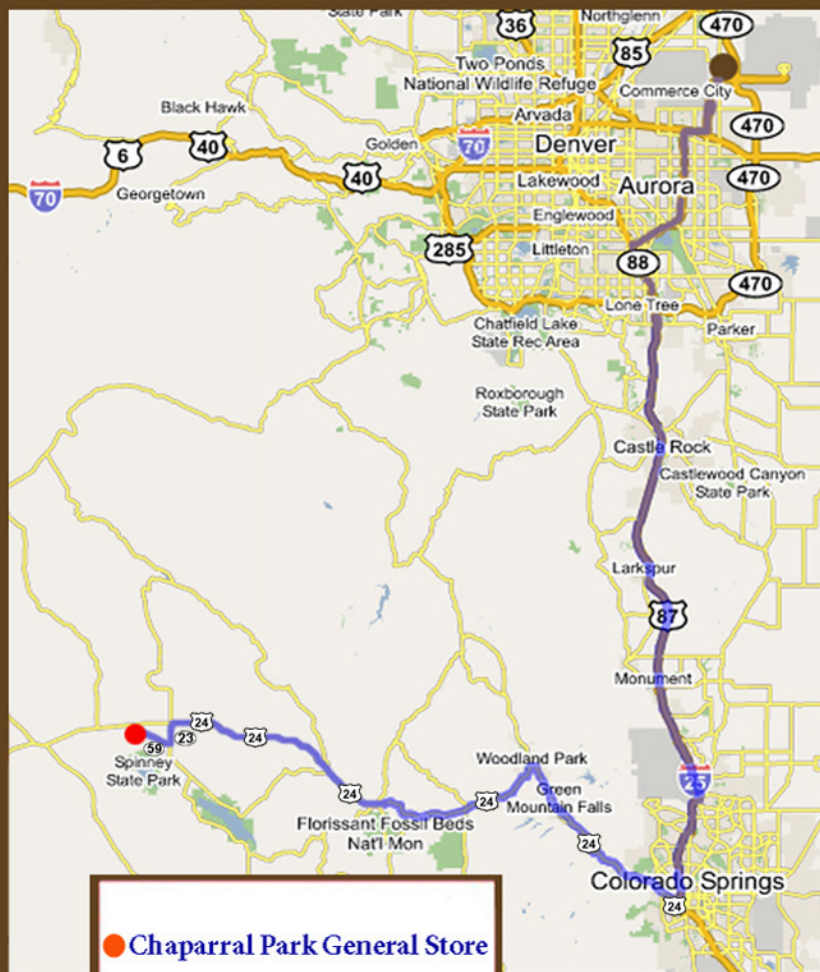 State Park
36
Northglenn
470
85
Two Ponds
National Wildlife Refuge
Commerce City
Black Hawk
Arvada
470
Golden
70
Denver
6
40
40
Lakewood
Aurora
470
70
Georgetown
Englewood
285
Littleton
88
470
Lone Tree
Chatfield Lake
State Rec Area
Parker
Roxborough
State Park
Castle Rock
Castlewood Canyon
State Park
Larkspur
87
Monument
24
23
24
59
Spinney
State Park
Woodland Park
25
24
24
Green
Mountain Falls
Florissant Fossil Beds
Nat'l Mon
24
Colorado Springs
24
Chaparral Park General Store